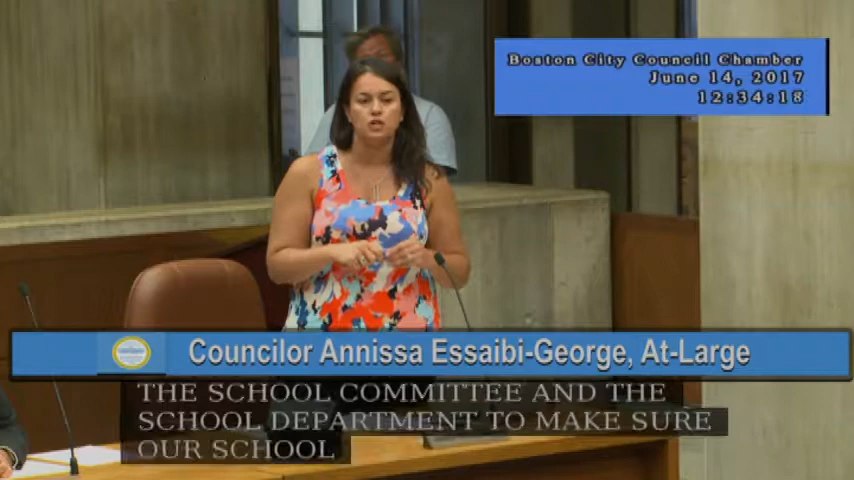 Boston City Council Chamber
June 14, 2017
12:34:18
Councilor Annissa Essaibi-George, At-Large
THE SCHOOL COMMITTEE AND THE
SCHOOL DEPARTMENT TO MAKE SURE
OUR SCHOOL